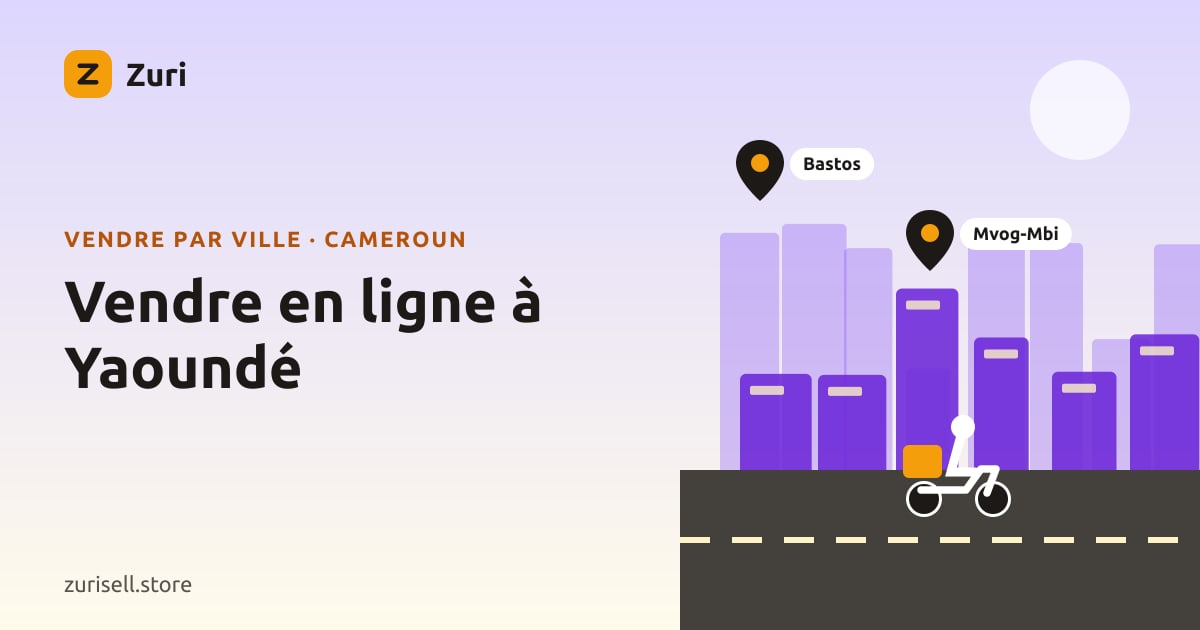 Z Zuri
VENDRE PAR VILLE · CAMEROUN
Vendre en ligne à
Yaoundé
zurisell.store
Bastos
Mvog-Mbi